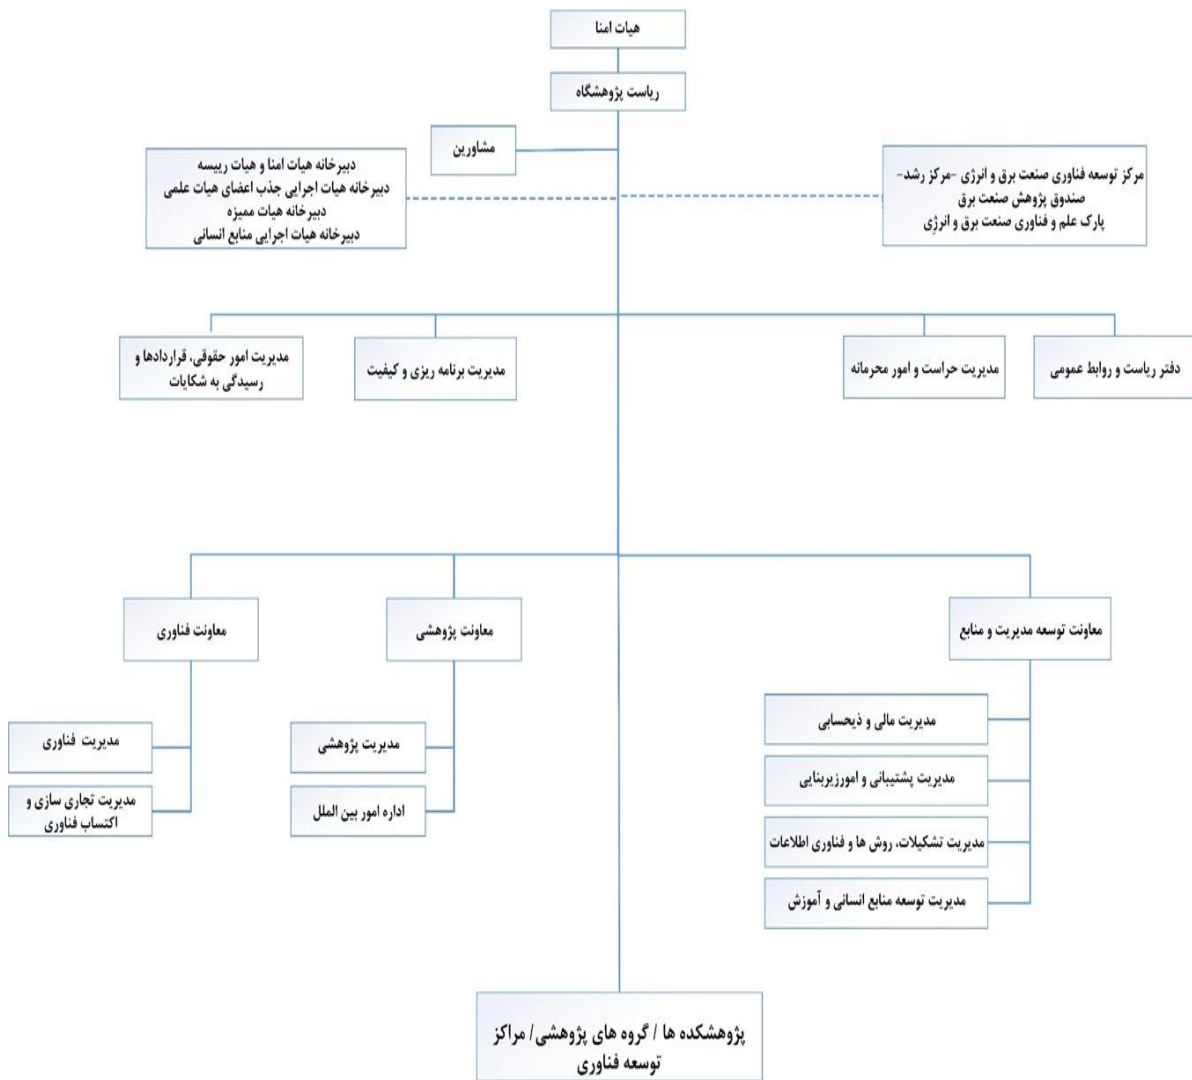 هیات امنا
ریاست پژوهشگاه
مشاورین
مرکز توسعه فناوری صنعت برق و انرژی -مرکز رشد-
صندوق پژوهش صنعت برق
پارک علم و فناوری صنعت برق و انرژی
دبیرخانه هیات امنا و هیات رییسه
دبیرخانه هیات اجرایی جذب اعضای هیات علمی
دبیرخانه هیات ممیزه
دبیرخانه هیات اجرایی منابع انسانی
دفتر ریاست و روابط عمومی
مدیریت حراست و امور محرمانه
مدیریت برنامه ریزی و کیفیت
مدیریت امور حقوقی، قراردادها و
رسیدگی به شکایات
معاونت توسعه مدیریت و منابع
معاونت پژوهشی
معاونت فناوری
مدیریت مالی و ذیحسابی
مدیریت پشتیبانی و امورزیربنایی
مدیریت تشکیلات، روش ها و فناوری اطلاعات
مدیریت توسعه منابع انسانی و آموزش
مدیریت پژوهشی
اداره امور بین الملل
مدیریت فناوری
مدیریت تجاری سازی و
اکتساب فناوری
پژوهشکده ها / گروه های پژوهشی/ مراکز
توسعه فناوری